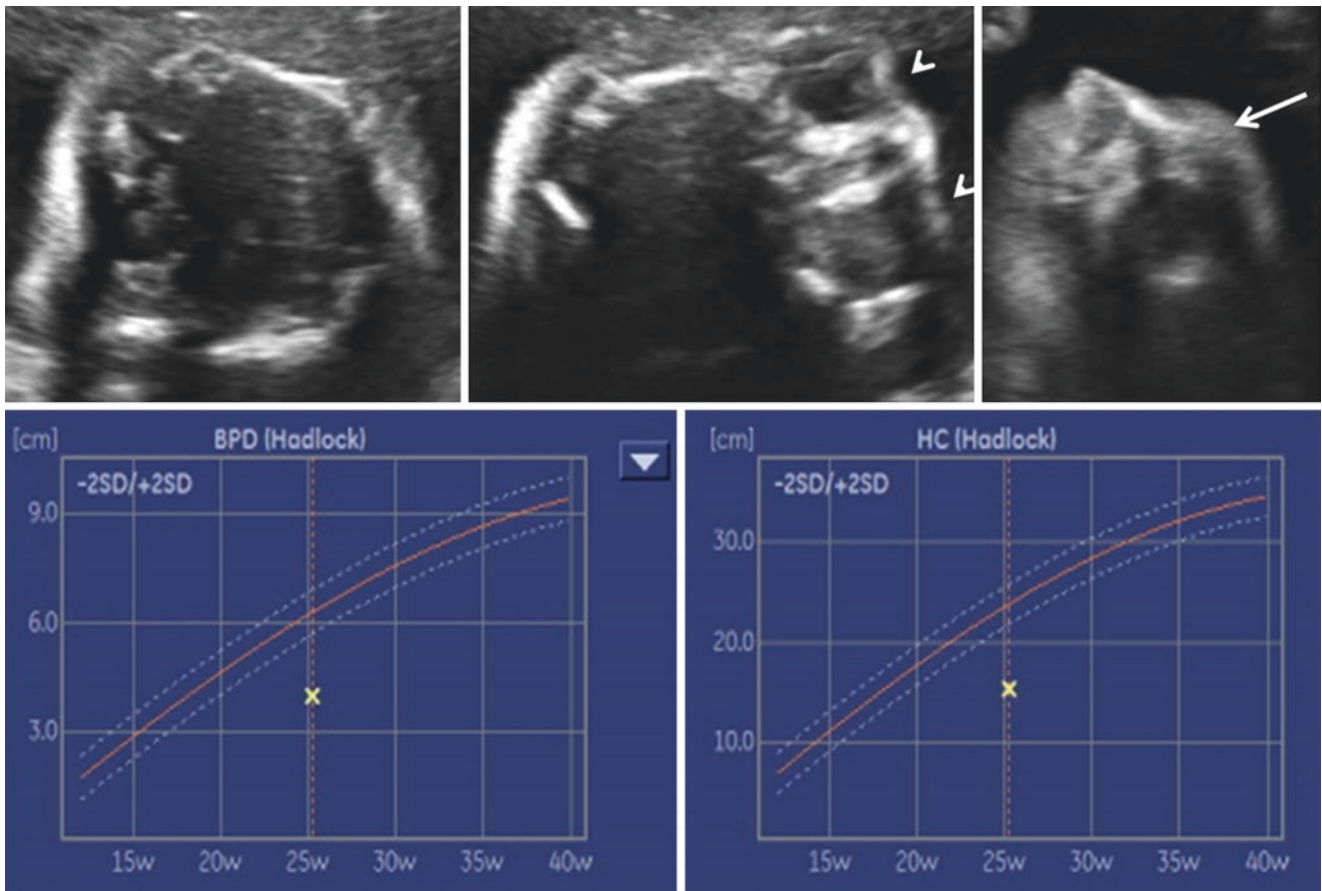 [cm]
BPD (Hadlock)
-2SD/+2SD
9.0
6.0
3.0
15w 20w 25w 30w 35w 40w
[cm]
HC (Hadlock)
-2SD/+2SD
30.0
20.0
10.0
15w 20w 25w 30w 35w 40w